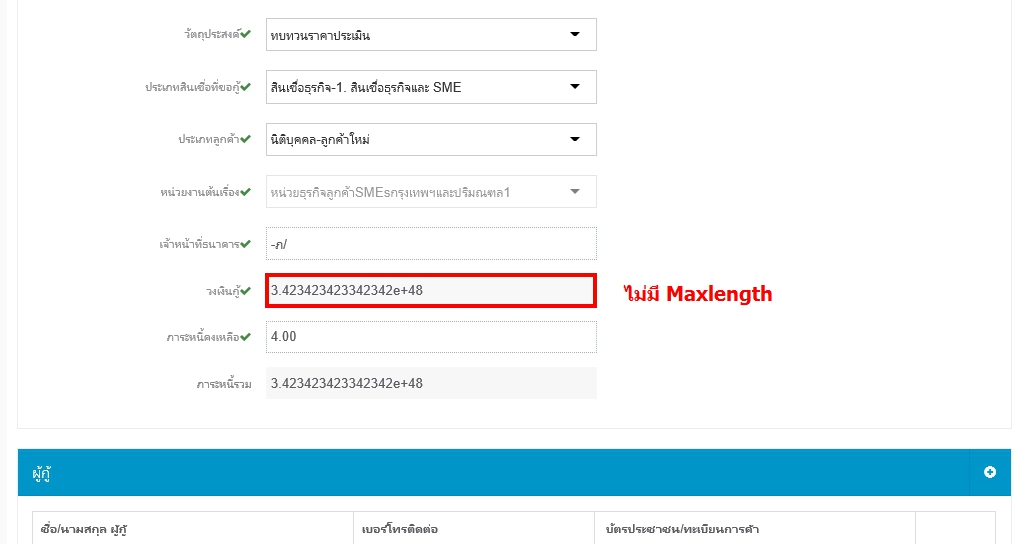 วัตถุประสงค์ ทบทวนราคาประเมิน
ประเภทสินเชื่อที่ขอกู้ สินเชื่อธุรกิจ-1. สินเชื่อธุรกิจและ SME
ประเภทลูกค้า นิติบุคคล-ลูกค้าใหม่
หน่วยงานต้นเรื่อง หน่วยธุรกิจลูกค้าSMEsกรุงเทพฯและปริมณฑล1
เจ้าหน้าที่ธนาคาร -ภ/
วงเงินกู้ 3.423423423342342e+48 ไม่มี Maxlength
ภาระหนี้คงเหลือ 4.00
ภาระหนี้รวม 3.423423423342342e+48
ผู้กู้
ชื่อ/นามสกุล ผู้กู้ เบอร์โทรติดต่อ บัตรประชาชน/ทะเบียนการค้า